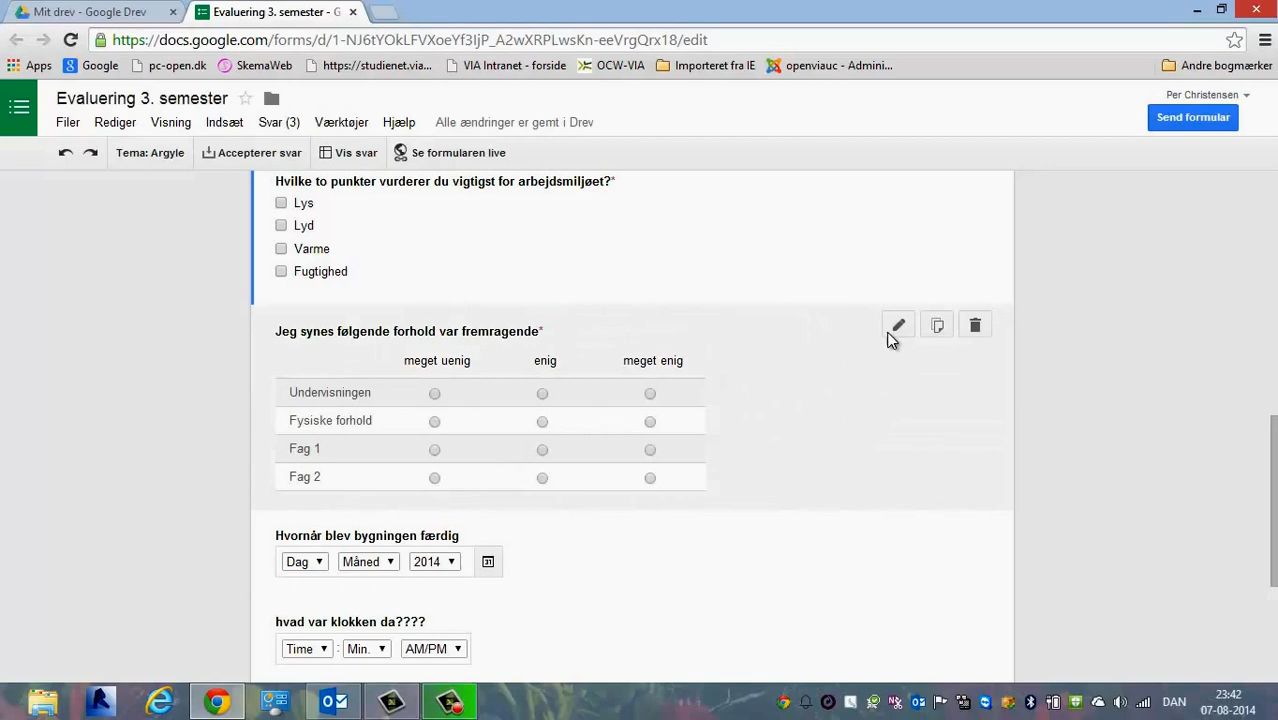 Mit drev - Google Drev
Evaluering 3. semester - G
https://docs.google.com/forms/d/1-NJ6tYOkLFVXoeYf3IjP_A2wXRPLwsKn-eeVrgQrx18/edit
Apps Google pc-open.dk SkemaWeb https://studienet.via... VIA Intranet - forside OCW-VIA Importeret fra IE openviauc - Admini... Andre bogmærker
Evaluering 3. semester
Per Christensen
Filer Rediger Visning Indsæt Svar (3) Værktøjer Hjælp Alle ændringer er gemt i Drev
Send formular
Tema: Argyle Accepterer svar Vis svar Se formularen live
Hvilke to punkter vurderer du vigtigst for arbejdsmiljøet?*
Lys
Lyd
Varme
Fugtighed
Jeg synes følgende forhold var fremragende*
meget uenig enig meget enig
Undervisningen
Fysiske forhold
Fag 1
Fag 2
Hvornår blev bygningen færdig
Dag Måned 2014 31
hvad var klokken da????
Time : Min. AM/PM
DAN
23:42
07-08-2014